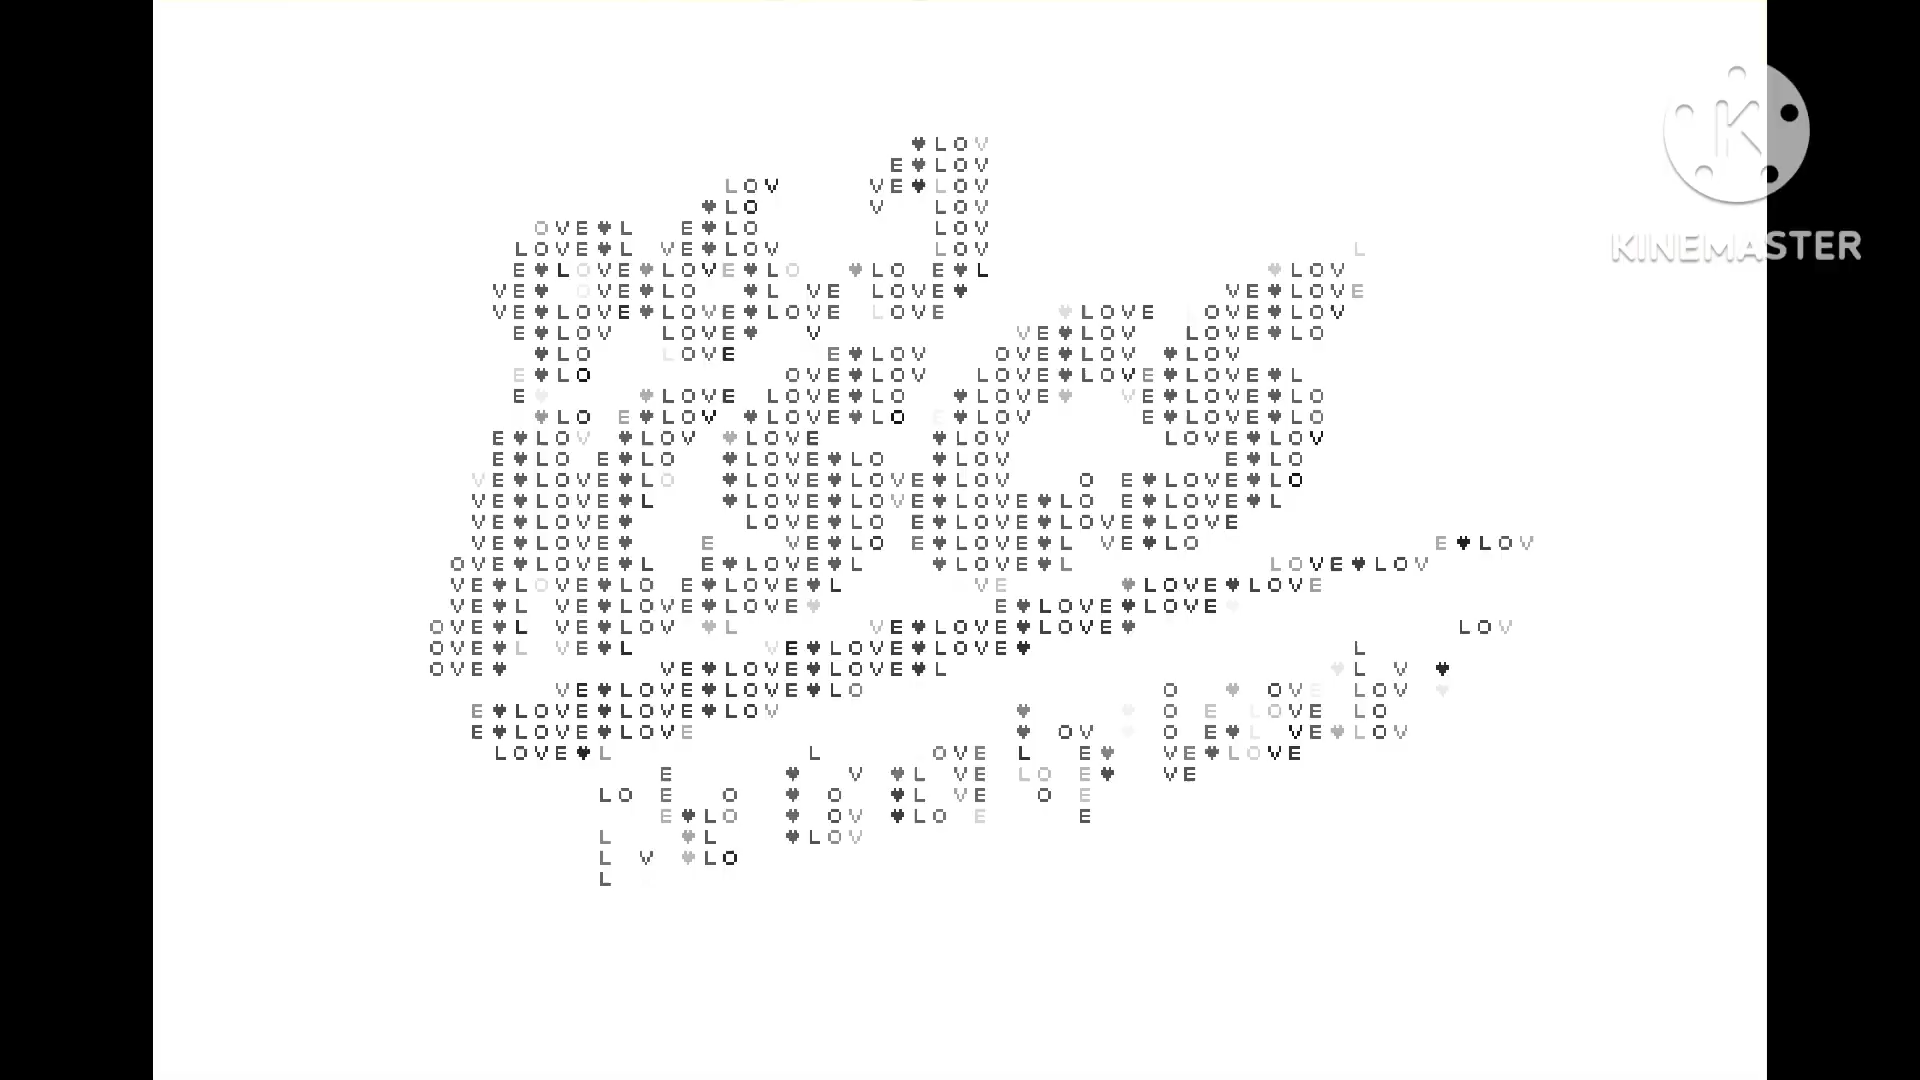 ♥LOV
E♥LOV
LOV VE♥LOV
♥LO V LOV
OVE♥L E♥LO LOV
LOVE♥L VE♥LOV LOV L
E♥LOVE♥LOVE♥LO ♥LO E♥L ♥LOV
VE♥ OVE♥LO ♥L VE LOVE♥ VE♥LOVE
VE♥LOVE♥LOVE♥LOVE LOVE ♥LOVE OVE♥LOV
E♥LOV LOVE♥ V VE♥LOV LOVE♥LO
♥LO LOVE E♥LOV OVE♥LOV ♥LOV
E♥LO OVE♥LOV LOVE♥LOVE♥LOVE♥L
E♥ ♥LOVE LOVE♥LO ♥LOVE♥ VE♥LOVE♥LO
♥LO E♥LOV ♥LOVE♥LO E♥LOV E♥LOVE♥LO
E♥LOV ♥LOV ♥LOVE ♥LOV LOVE♥LOV
E♥LO E♥LO ♥LOVE♥LO ♥LOV E♥LO
VE♥LOVE♥LO ♥LOVE♥LOVE♥LOV O E♥LOVE♥LO
VE♥LOVE♥L ♥LOVE♥LOVE♥LOVE♥LO E♥LOVE♥L
VE♥LOVE♥ LOVE♥LO E♥LOVE♥LOVE♥LOVE
VE♥LOVE♥ E VE♥LO E♥LOVE♥L VE♥LO E♥LOV
OVE♥LOVE♥L E♥LOVE♥L ♥LOVE♥L LOVE♥LOV
VE♥LOVE♥LO E♥LOVE♥L VE ♥LOVE♥LOVE
VE♥L VE♥LOVE♥LOVE♥ E♥LOVE♥LOVE♥
OVE♥L VE♥LOV ♥L VE♥LOVE♥LOVE♥ LOV
OVE♥L VE♥L VE♥LOVE♥LOVE♥ L
OVE♥ VE♥LOVE♥LOVE♥L ♥L V ♥
VE♥LOVE♥LOVE♥LO O ♥ OVE LOV ♥
E♥LOVE♥LOVE♥LOV ♥ ♥ O E LOVE LO
E♥LOVE♥LOVE ♥ OV ♥ O E♥L VE♥LOV
LOVE♥L L OVE L E♥ VE♥LOVE
E ♥ V ♥L VE LO E♥ VE
LO E O ♥ O ♥L VE O E
E♥LO ♥ OV ♥LO E E
L ♥L ♥LOV
L V ♥LO
L
K
KINEMASTER